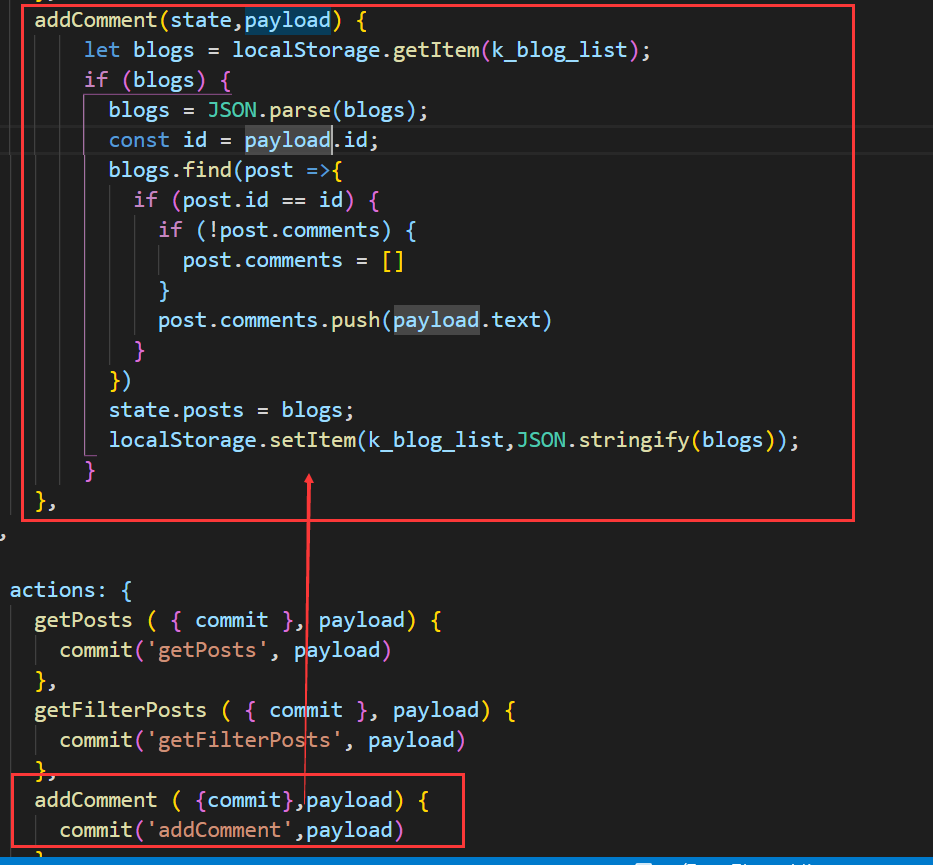 addComment(state,payload) {
let blogs = localStorage.getItem(k_blog_list);
if (blogs) {
blogs = JSON.parse(blogs);
const id = payload.id;
blogs.find(post =>{
if (post.id == id) {
if (!post.comments) {
post.comments = []
}
post.comments.push(payload.text)
}
})
state.posts = blogs;
localStorage.setItem(k_blog_list,JSON.stringify(blogs));
}
},
,
actions: {
getPosts ( { commit }, payload) {
commit('getPosts', payload)
},
getFilterPosts ( { commit }, payload) {
commit('getFilterPosts', payload)
},
addComment ( {commit},payload) {
commit('addComment',payload)